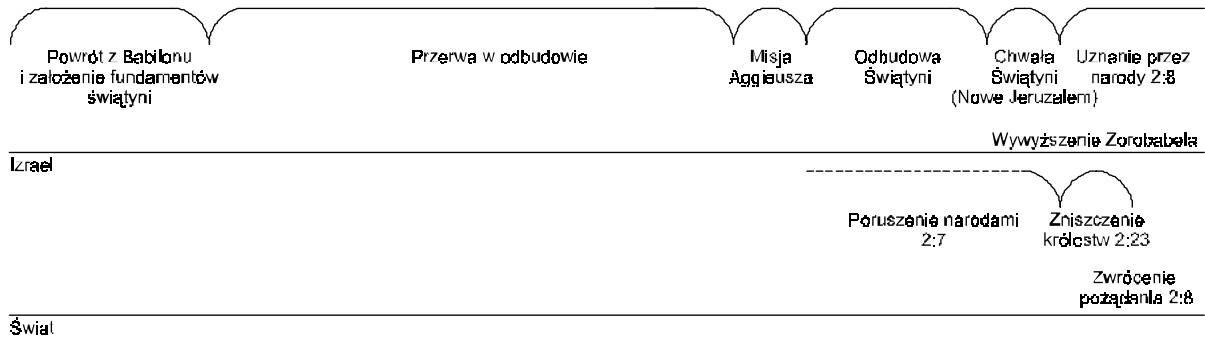 Powrót z Babilonu
i założenie fundamentów
świątyni
Przerwa w odbudowie
Misja
Aggieusza
Odbudowa
Świątyni
Chwała
Świątyni
(Nowe Jeruzalem)
Uznanie przez
narody 2:8
Wywyższenie Zorobabela
Izrael
Poruszenie narodami
2:7
Zniszczenie
królestw 2:23
Zwrócenie
pożądania 2:8
Świat